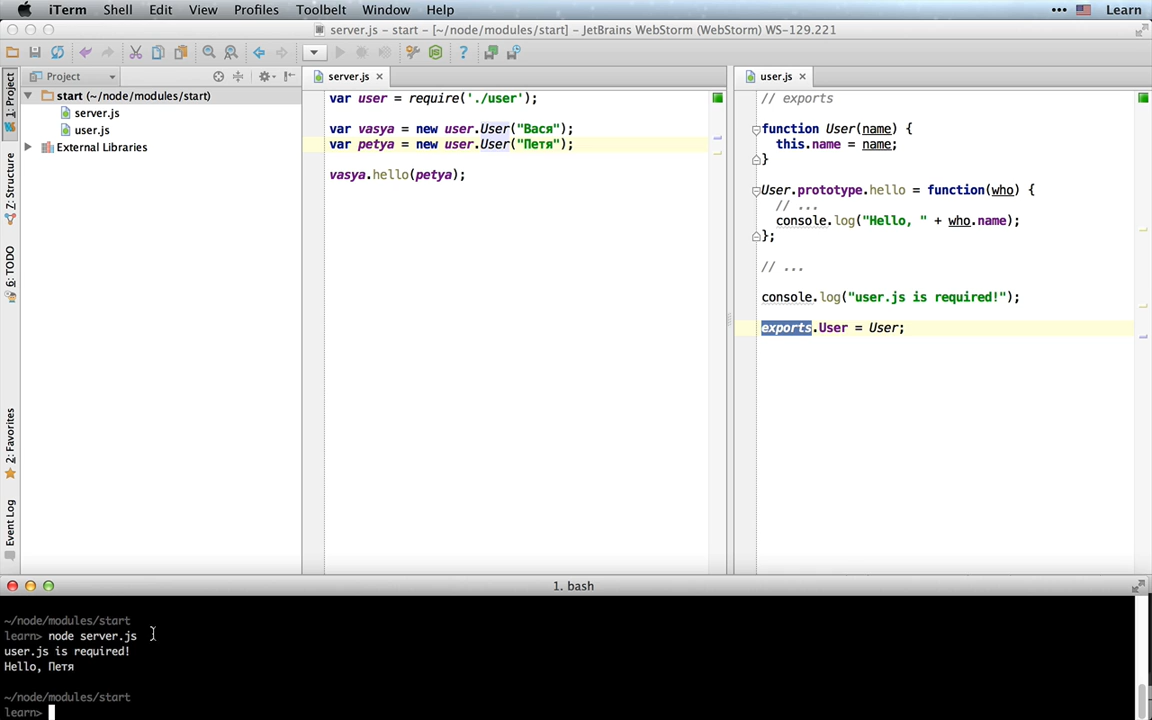 iTerm Shell Edit View Profiles Toolbelt Window Help ••• Learn
server.js – start – [~/node/modules/start] – JetBrains WebStorm (WebStorm) WS-129.221
1: Project
Z: Structure
6: TODO
2: Favorites
Event Log
Project
start (~/node/modules/start)
server.js
user.js
External Libraries
server.js
var user = require('./user');
var vasya = new user.User("Вася");
var petya = new user.User("Петя");
vasya.hello(petya);
user.js
// exports
function User(name) {
this.name = name;
}
User.prototype.hello = function(who) {
// ...
console.log("Hello, " + who.name);
};
// ...
console.log("user.js is required!");
exports.User = User;
1. bash
~/node/modules/start
learn> node server.js
user.js is required!
Hello, Петя
~/node/modules/start
learn>